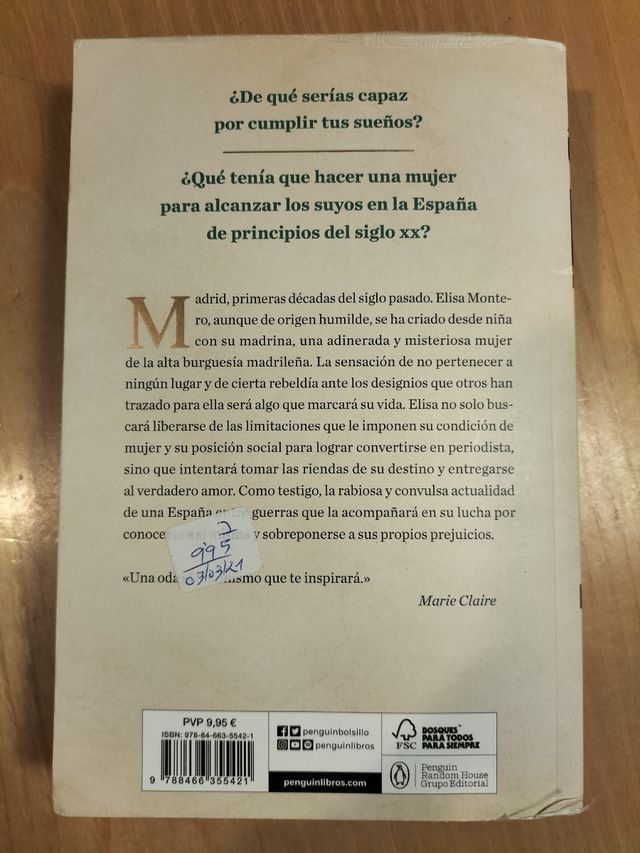 ¿De qué serías capaz
por cumplir tus sueños?
¿Qué tenía que hacer una mujer
para alcanzar los suyos en la España
de principios del siglo XX?
Madrid, primeras décadas del siglo pasado. Elisa Monte-
ro, aunque de origen humilde, se ha criado desde niña
con su madrina, una adinerada y misteriosa mujer
de la alta burguesía madrileña. La sensación de no pertenecer a
ningún lugar y de cierta rebeldía ante los designios que otros han
trazado para ella será algo que marcará su vida. Elisa no solo bus-
cará liberarse de las limitaciones que le imponen su condición de
mujer y su posición social para lograr convertirse en periodista,
sino que intentará tomar las riendas de su destino y entregarse
al verdadero amor. Como testigo, la rabiosa y convulsa actualidad
de una España entre guerras que la acompañará en su lucha por
conocerse a sí misma y sobreponerse a sus propios prejuicios.
995
03/03/21
«Una oda mismo que te inspirará.»
Marie Claire
PVP 9,95 €
ISBN: 978-84-663-5542-1
9 788466 355421
penguinbolsillo
penguinlibros
penguinlibros.com
FSC
BOSQUES
PARA TODOS
PARA SIEMPRE
Penguin
Random House
Grupo Editorial